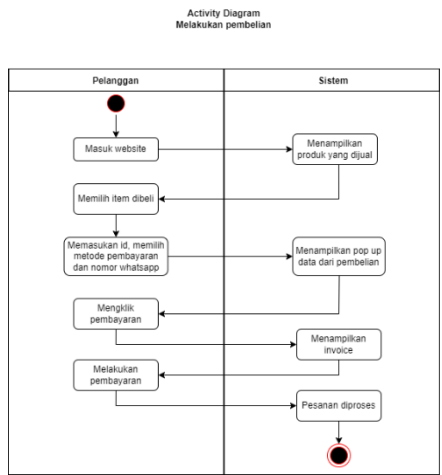 Activity Diagram
Melakukan pembelian
Pelanggan
Sistem
Masuk website
Menampilkan
produk yang dijual
Memilih item dibeli
Memasukan id, memilih
metode pembayaran
dan nomor whatsapp
Menampilkan pop up
data dari pembelian
Mengklik
pembayaran
Menampilkan
invoice
Melakukan
pembayaran
Pesanan diproses